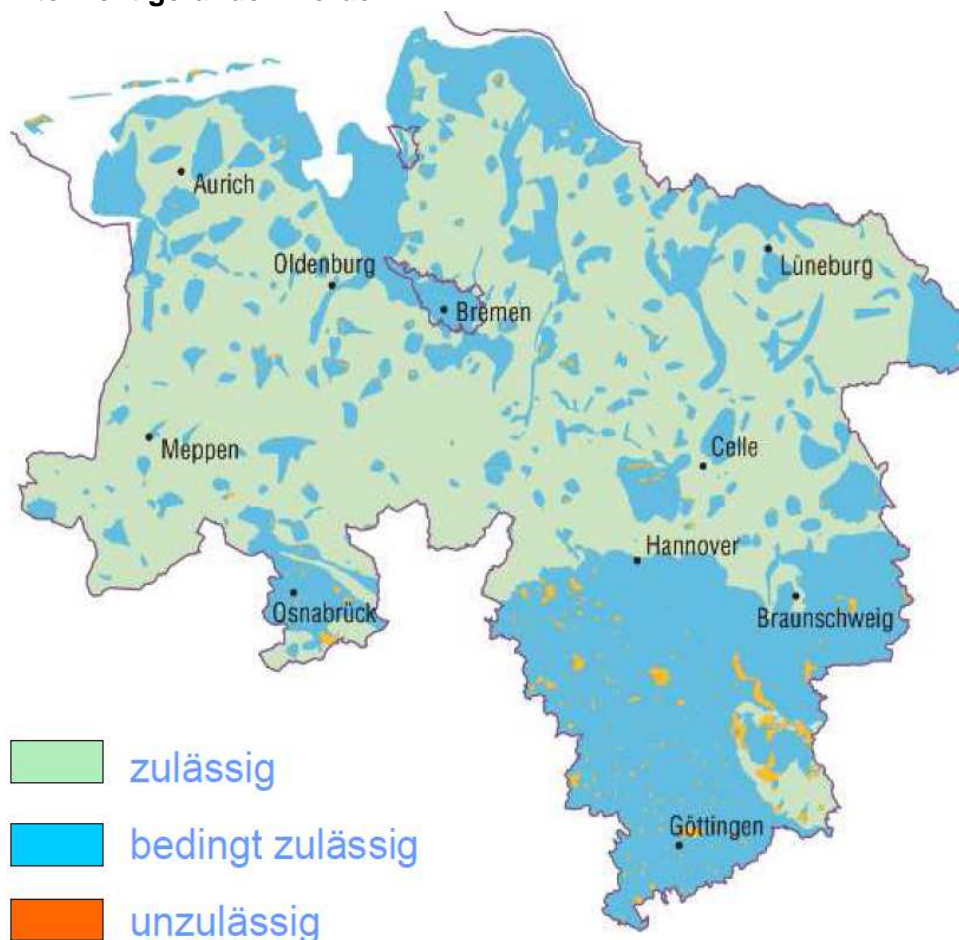 Aurich
Oldenburg
Bremen
Lüneburg
Meppen
Celle
Hannover
Osnabrück
Braunschweig
Göttingen
zulässig
bedingt zulässig
unzulässig